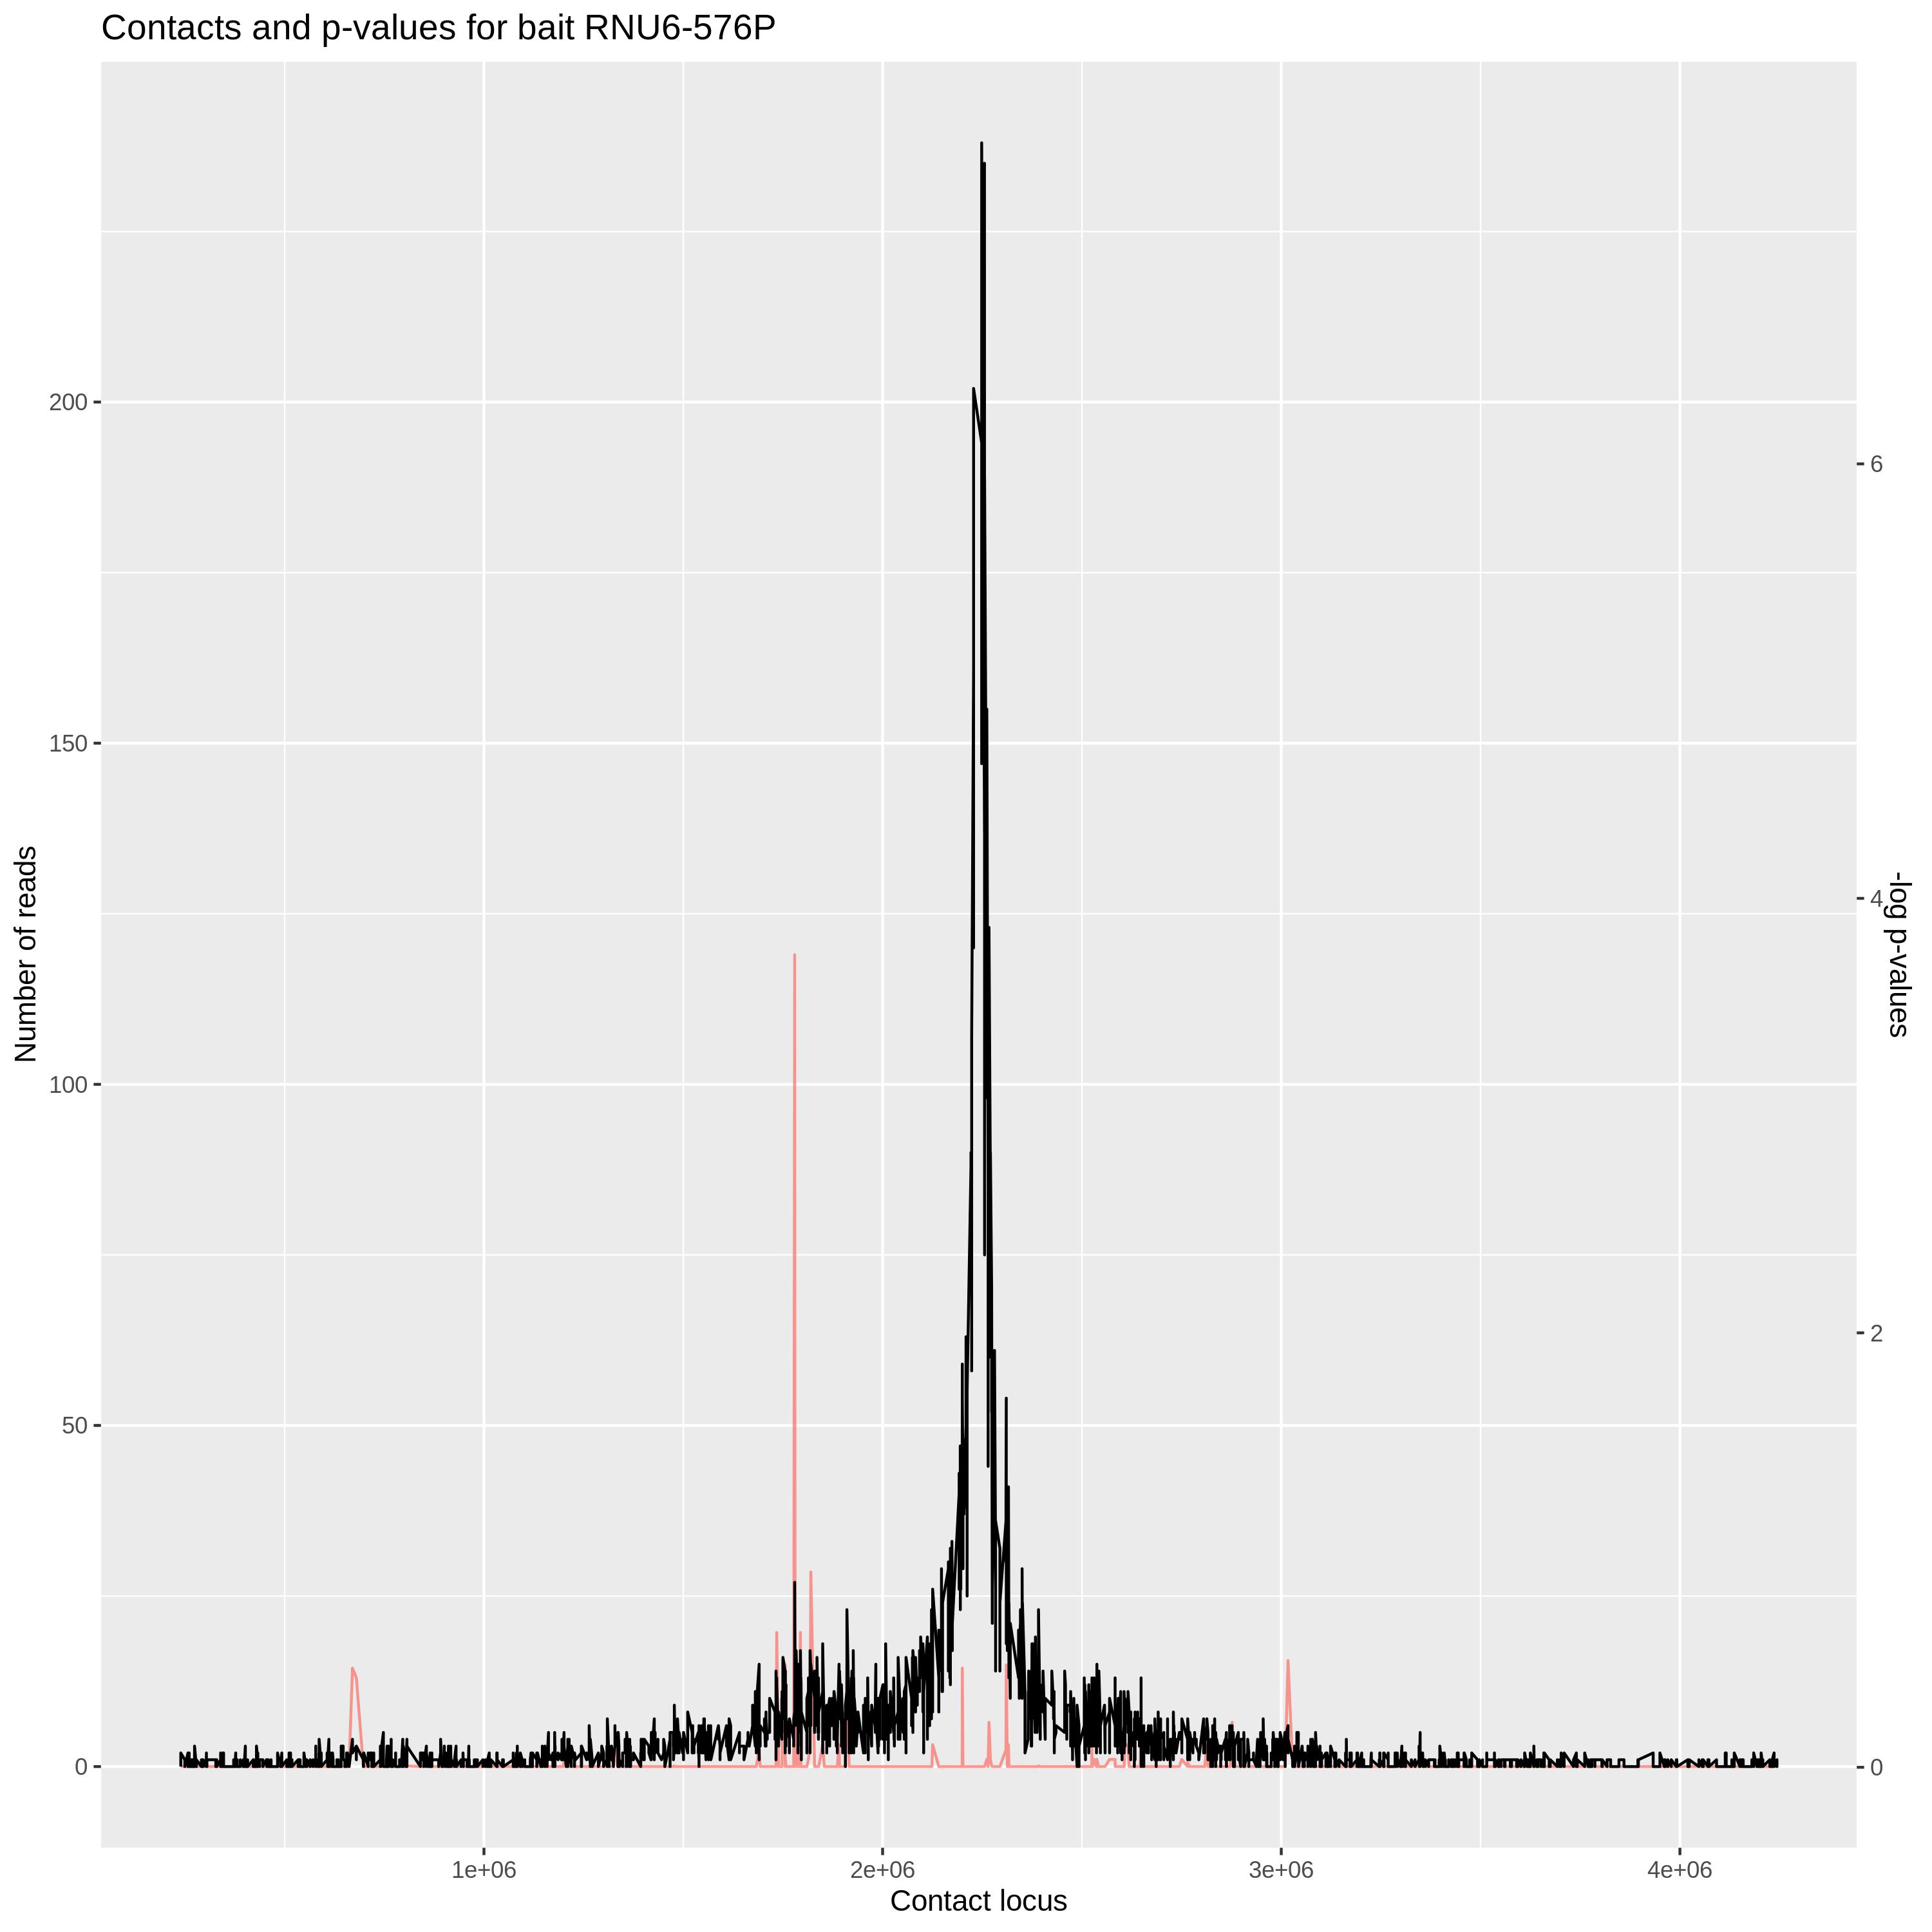 Contacts and p-values for bait RNU6-576P
Number of reads
200
150
100
50
0
6
4
2
0
-log p-values
1e+06
2e+06
3e+06
4e+06
Contact locus